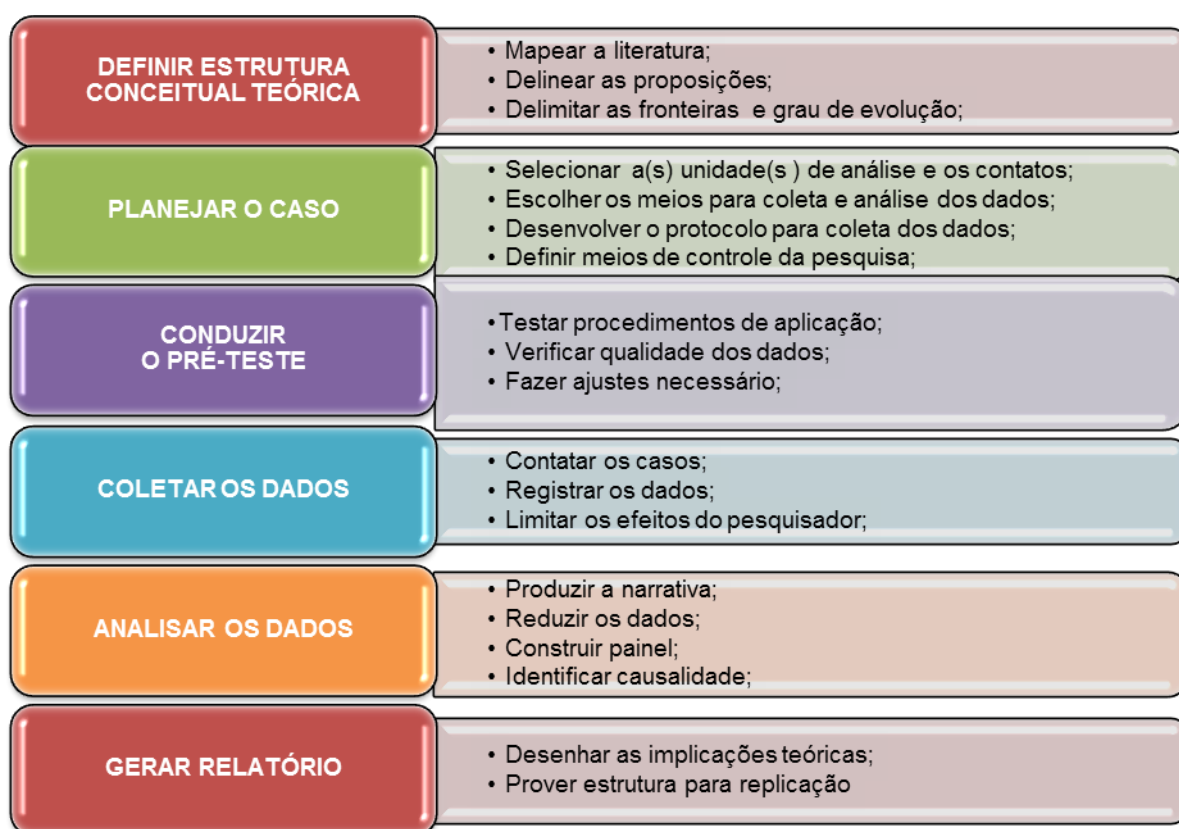 DEFINIR ESTRUTURA
CONCEITUAL TEÓRICA
• Mapear a literatura;
• Delinear as proposições;
• Delimitar as fronteiras e grau de evolução;
PLANEJAR O CASO
• Selecionar a(s) unidade(s ) de análise e os contatos;
• Escolher os meios para coleta e análise dos dados;
• Desenvolver o protocolo para coleta dos dados;
• Definir meios de controle da pesquisa;
CONDUZIR
O PRÉ-TESTE
•Testar procedimentos de aplicação;
• Verificar qualidade dos dados;
• Fazer ajustes necessário;
COLETAR OS DADOS
• Contatar os casos;
• Registrar os dados;
• Limitar os efeitos do pesquisador;
ANALISAR OS DADOS
• Produzir a narrativa;
• Reduzir os dados;
• Construir painel;
• Identificar causalidade;
GERAR RELATÓRIO
• Desenhar as implicações teóricas;
• Prover estrutura para replicação